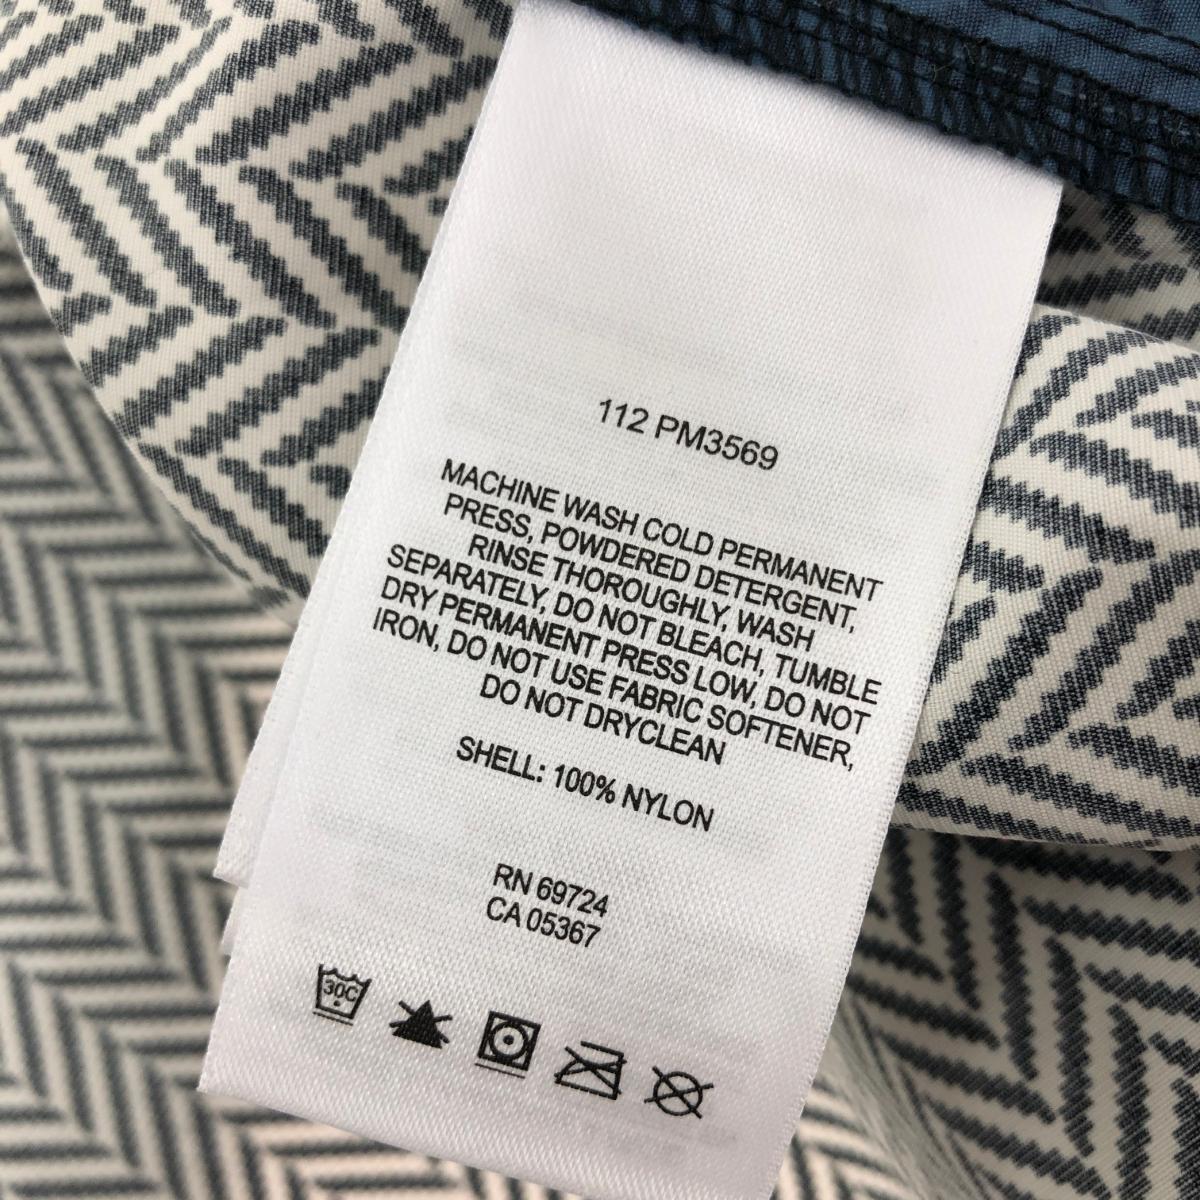 112 PM3569
MACHINE WASH COLD PERMANENT
PRESS, POWDERED DETERGENT,
RINSE THOROUGHLY, WASH
SEPARATELY, DO NOT BLEACH, TUMBLE
DRY PERMANENT PRESS LOW, DO NOT
IRON, DO NOT USE FABRIC SOFTENER,
DO NOT DRYCLEAN
SHELL: 100% NYLON
RN 69724
CA 05367
30C